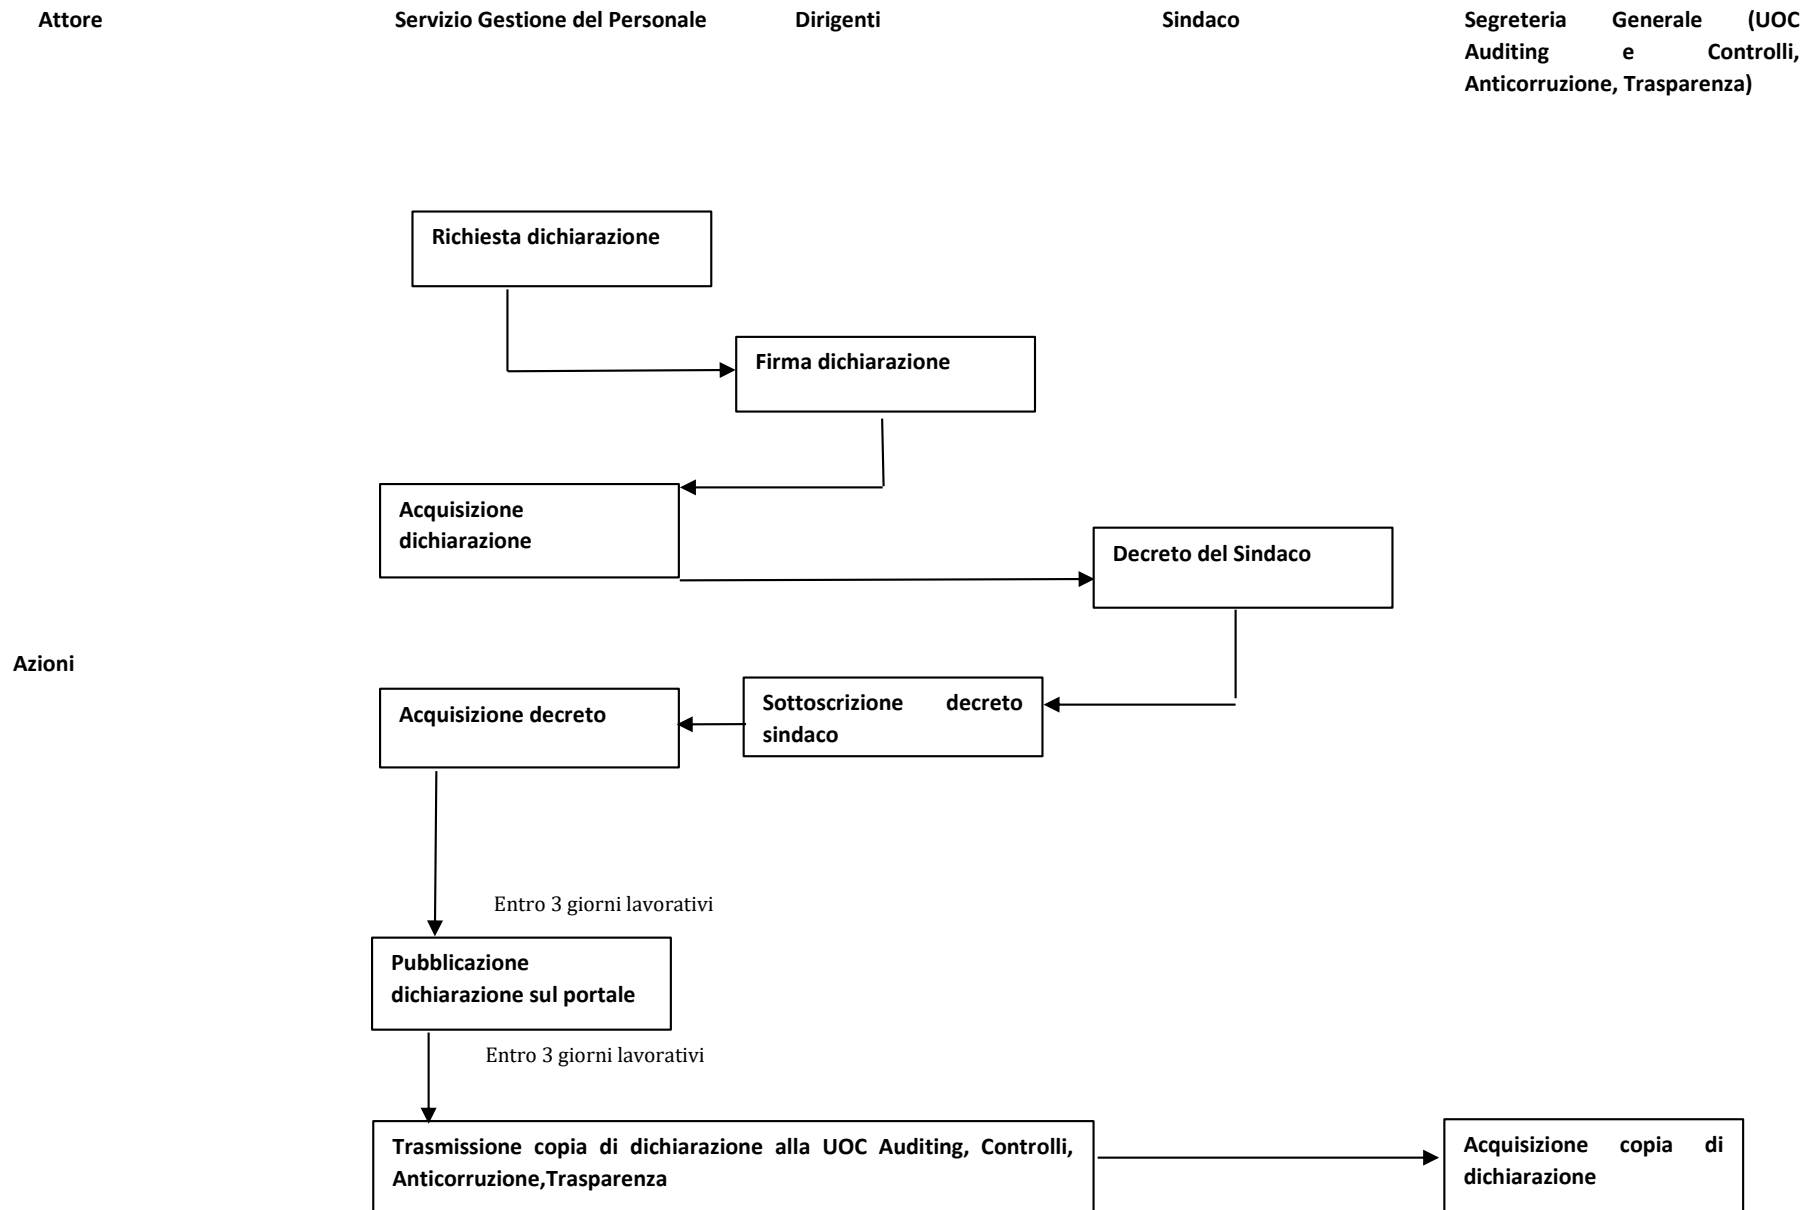 Attore
Servizio Gestione del Personale
Dirigenti
Sindaco
Segreteria Generale (UOC
Auditing e Controlli,
Anticorruzione, Trasparenza)
Richiesta dichiarazione
Firma dichiarazione
Acquisizione
dichiarazione
Decreto del Sindaco
Azioni
Acquisizione decreto
Sottoscrizione decreto
sindaco
Entro 3 giorni lavorativi
Pubblicazione
dichiarazione sul portale
Entro 3 giorni lavorativi
Trasmissione copia di dichiarazione alla UOC Auditing, Controlli,
Anticorruzione,Trasparenza
Acquisizione copia di
dichiarazione